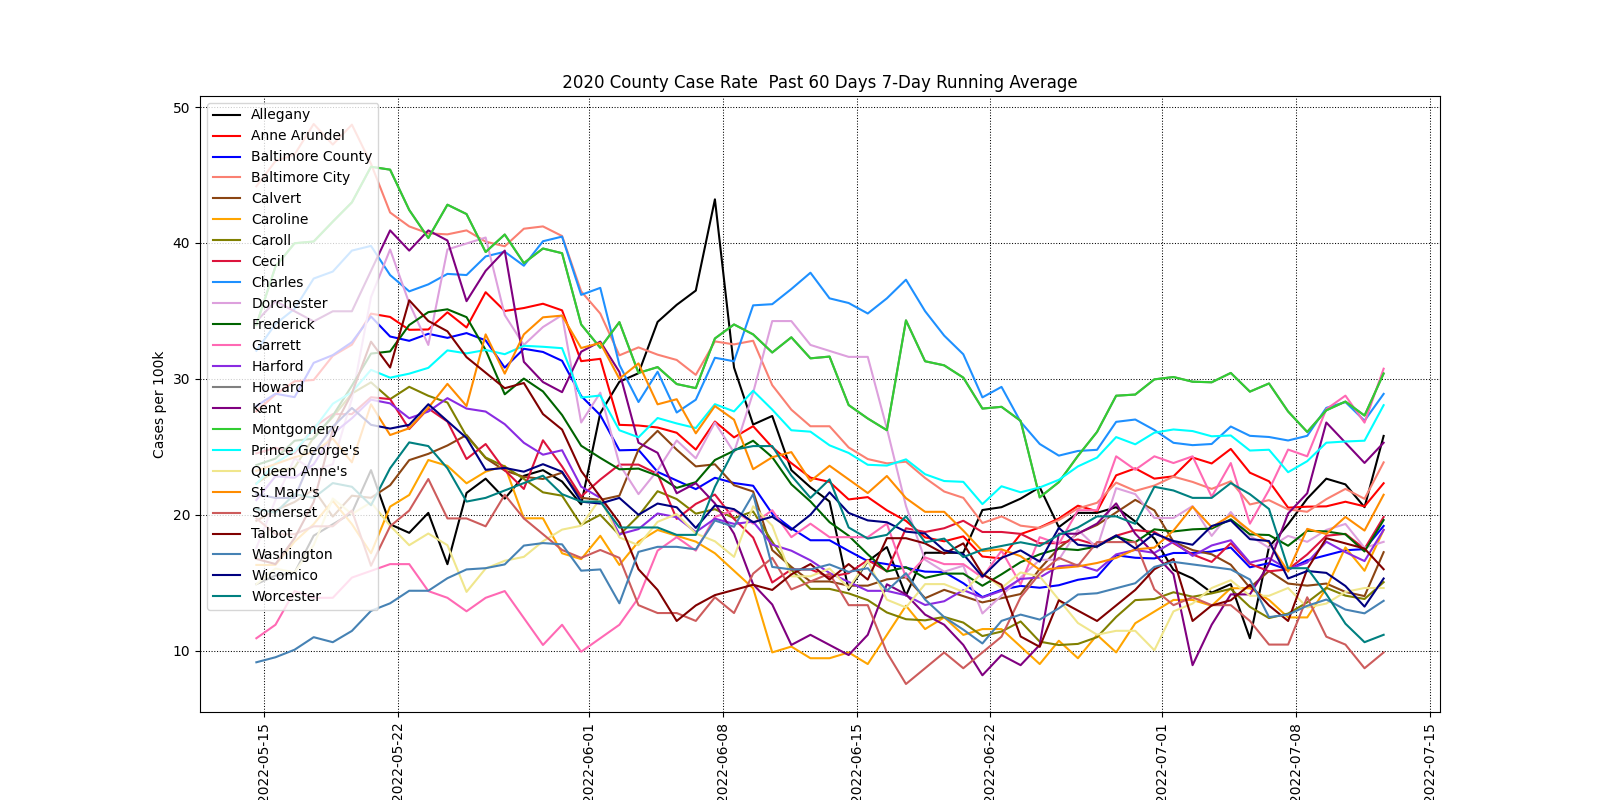 2020 County Case Rate  Past 60 Days 7-Day Running Average
Cases per 100k
50
40
30
20
10
Allegany
Anne Arundel
Baltimore County
Baltimore City
Calvert
Caroline
Caroll
Cecil
Charles
Dorchester
Frederick
Garrett
Harford
Howard
Kent
Montgomery
Prince George's
Queen Anne's
St. Mary's
Somerset
Talbot
Washington
Wicomico
Worcester
2022-05-15
2022-05-22
2022-06-01
2022-06-08
2022-06-15
2022-06-22
2022-07-01
2022-07-08
2022-07-15